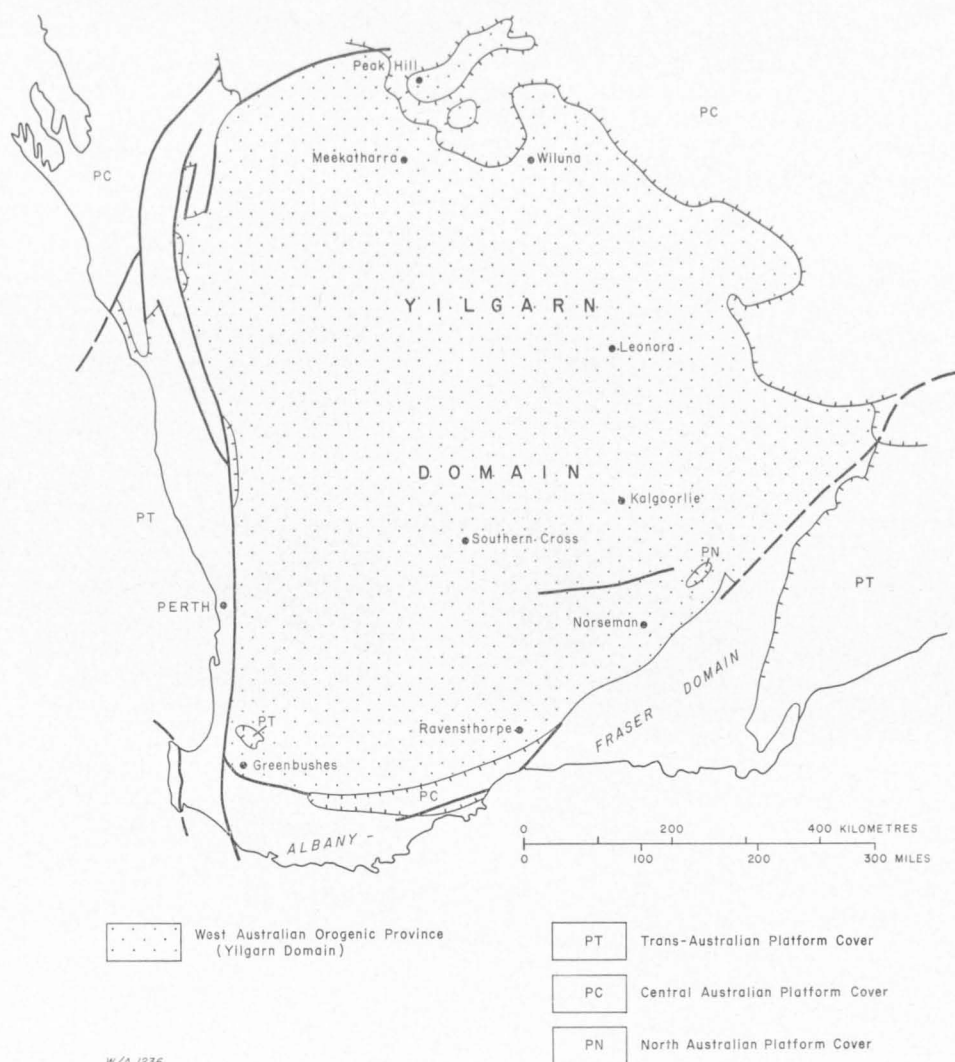 Peak Hill
PC
Meekatharra
Wiluna
PC
YILGARN
Leonora
DOMAIN
Kalgoorlie
PT
Southern Cross
PN
PT
PERTH
Norseman
FRASER DOMAIN
PT
Ravensthorpe
Greenbushes
PC
ALBANY –
0 200 400 KILOMETRES
0 100 200 300 MILES
West Australian Orogenic Province
(Yilgarn Domain)
PT Trans-Australian Platform Cover
PC Central Australian Platform Cover
PN North Australian Platform Cover